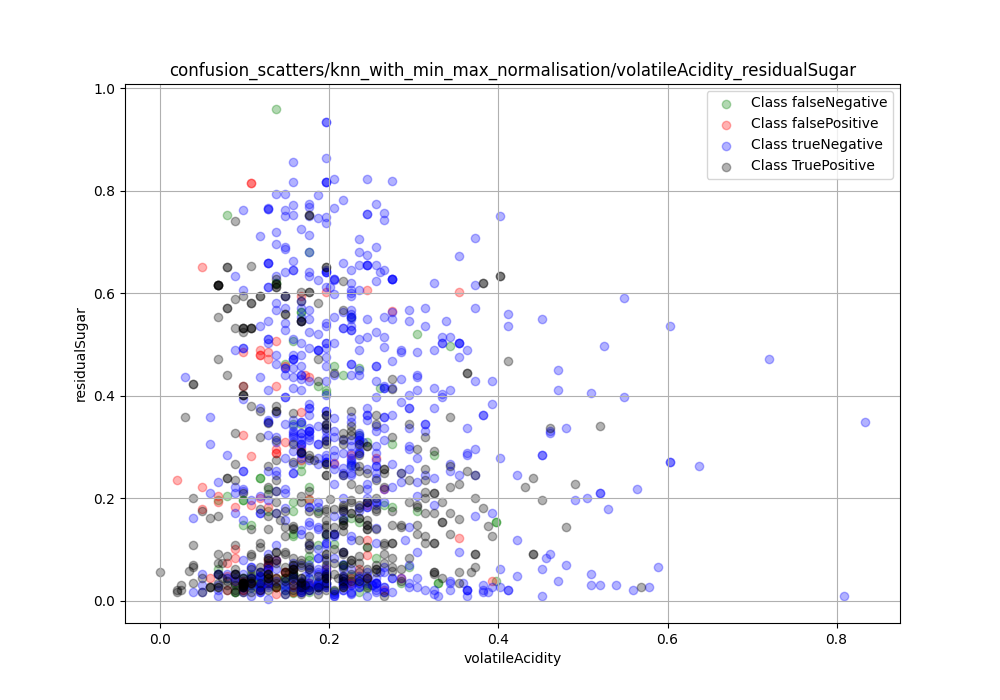 confusion_scatters/knn_with_min_max_normalisation/volatileAcidity_residualSugar
1.0
0.8
0.6
0.4
0.2
0.0
residualSugar
Class falseNegative
Class falsePositive
Class trueNegative
Class TruePositive
0.0 0.2 0.4 0.6 0.8
volatileAcidity